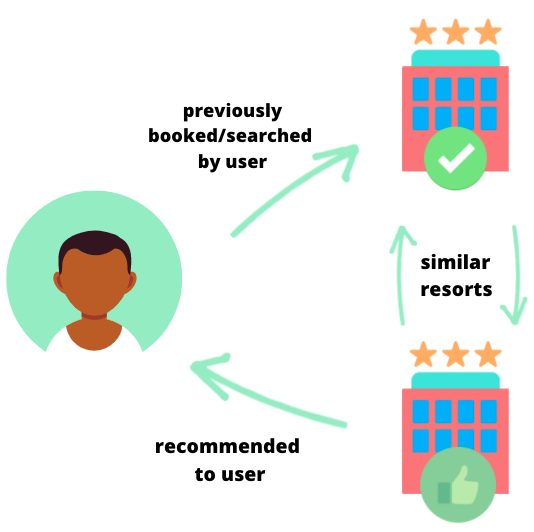 previously
booked/searched
by user
similar
resorts
recommended
to user